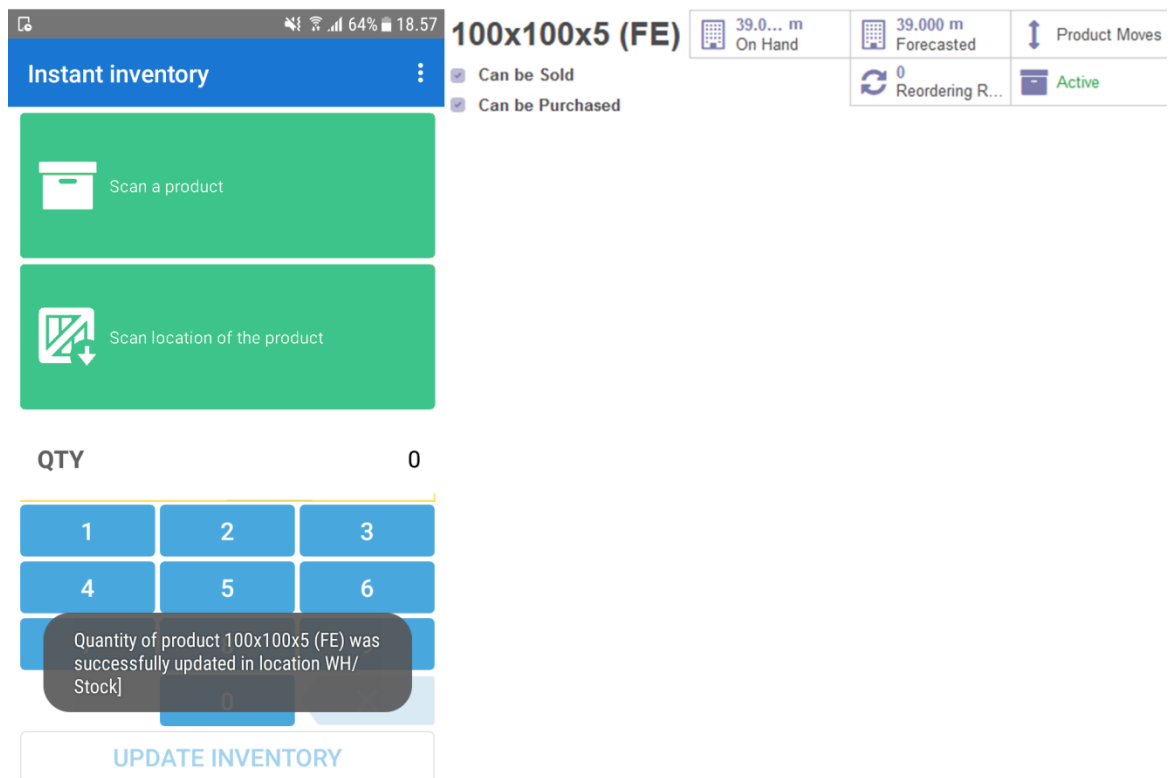 64% 18.57
Instant inventory
Scan a product
Scan location of the product
QTY 0
1 2 3
4 5 6
Quantity of product 100x100x5 (FE) was
successfully updated in location WH/
Stock]
0
UPDATE INVENTORY
100x100x5 (FE)
Can be Sold
Can be Purchased
39.0... m
On Hand
39.000 m
Forecasted
Product Moves
0
Reordering R...
Active